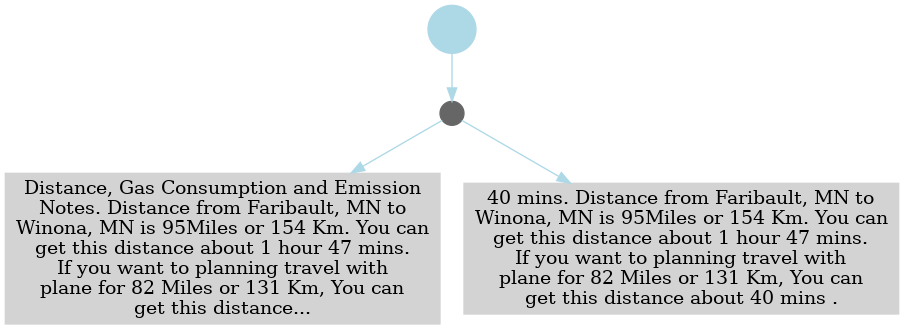 Distance, Gas Consumption and Emission
Notes. Distance from Faribault, MN to
Winona, MN is 95Miles or 154 Km. You can
get this distance about 1 hour 47 mins.
If you want to planning travel with
plane for 82 Miles or 131 Km, You can
get this distance...
40 mins. Distance from Faribault, MN to
Winona, MN is 95Miles or 154 Km. You can
get this distance about 1 hour 47 mins.
If you want to planning travel with
plane for 82 Miles or 131 Km, You can
get this distance about 40 mins .